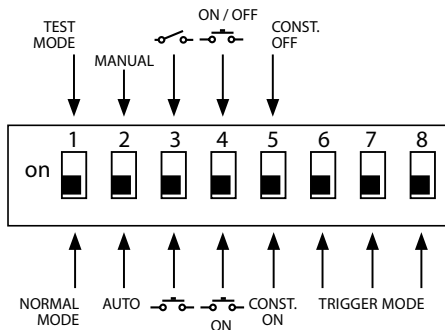 ON / OFF
TEST
MODE
CONST.
OFF
MANUAL
1 2 3 4 5 6 7 8
on
NORMAL
MODE
AUTO
ON
CONST.
ON
TRIGGER MODE